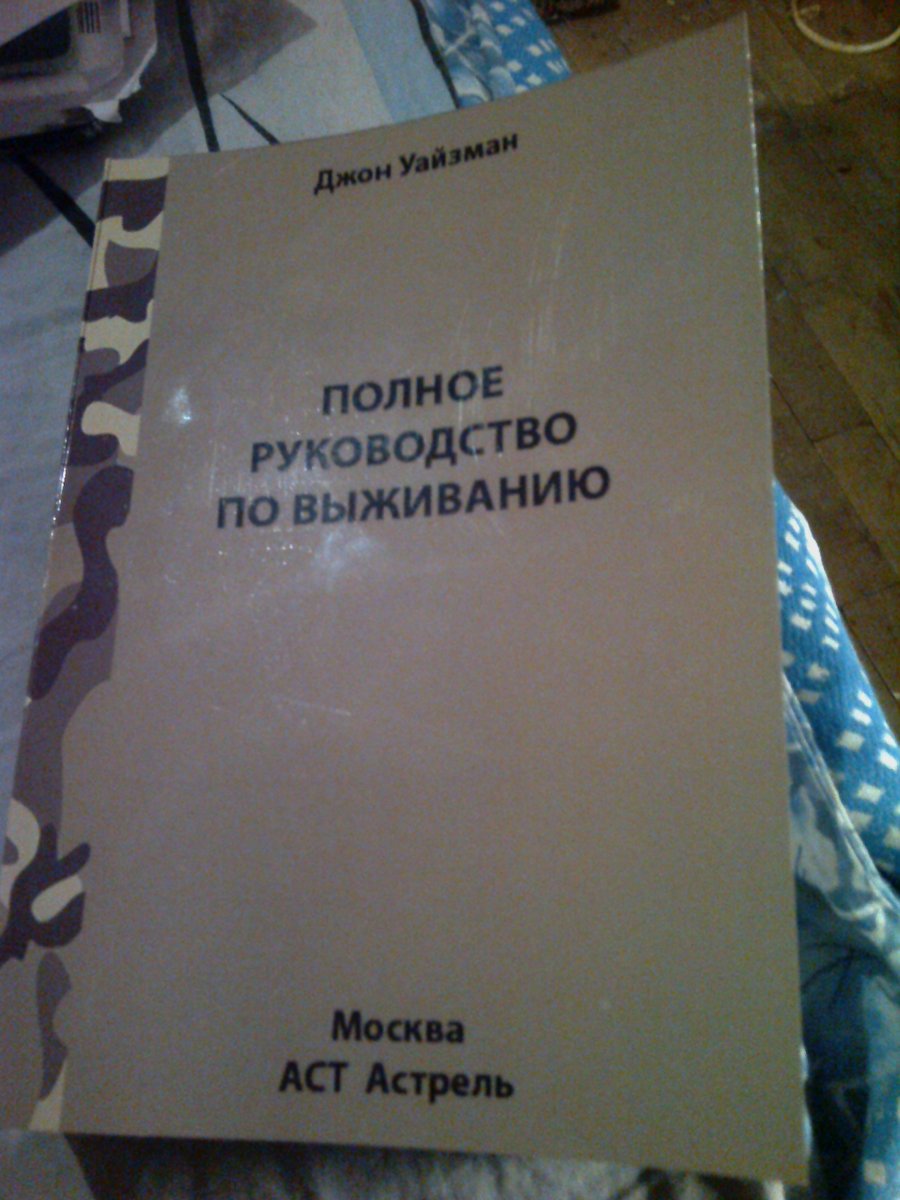 Джон Уайзман
ПОЛНОЕ
РУКОВОДСТВО
ПО ВЫЖИВАНИЮ
Москва
АСТ Астрель